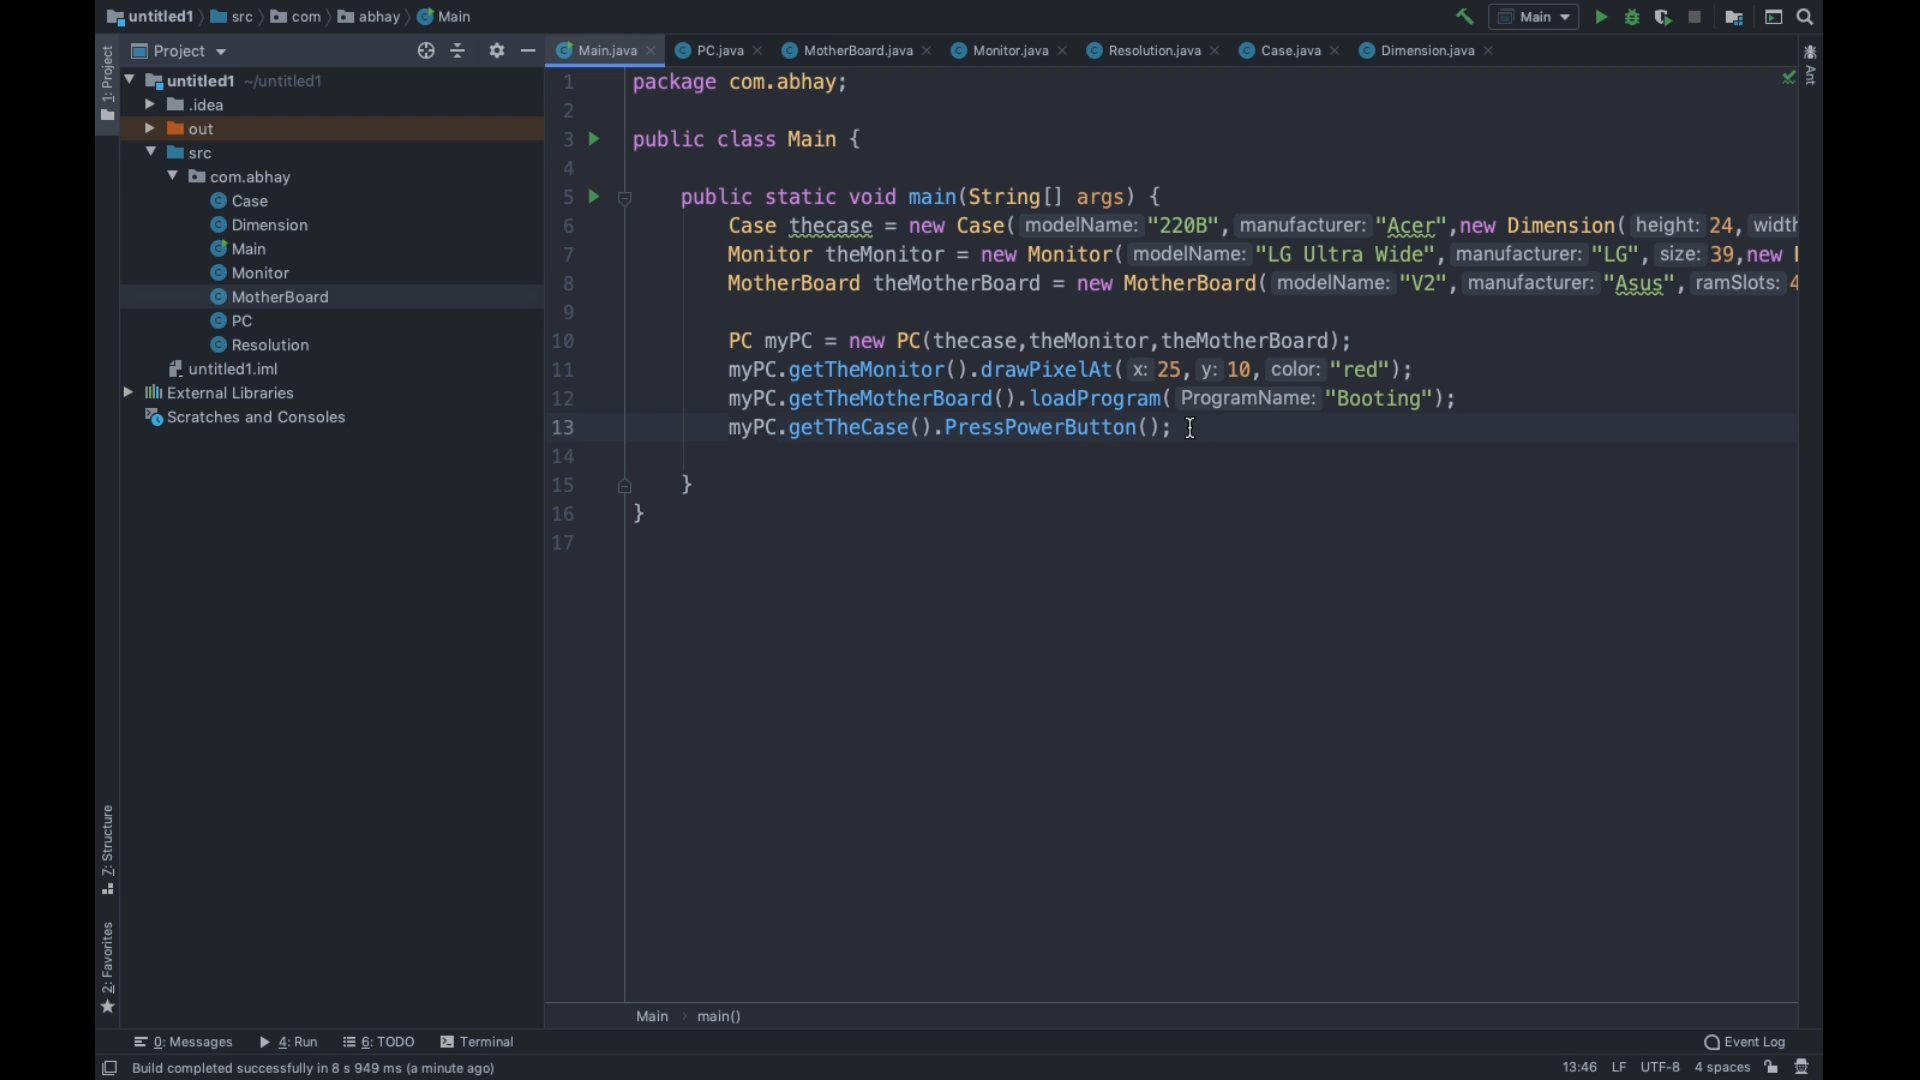 untitled1 src com abhay Main
Main
Project
Main.java PC.java MotherBoard.java Monitor.java Resolution.java Case.java Dimension.java
1: Project
Ant
untitled1 ~/untitled1
.idea
out
src
com.abhay
Case
Dimension
Main
Monitor
MotherBoard
PC
Resolution
untitled1.iml
External Libraries
Scratches and Consoles
1 package com.abhay;
2
3 public class Main {
4
5 public static void main(String[] args) {
6 Case thecase = new Case( modelName: "220B", manufacturer: "Acer",new Dimension( height: 24, width
7 Monitor theMonitor = new Monitor( modelName: "LG Ultra Wide", manufacturer: "LG", size: 39,new
8 MotherBoard theMotherBoard = new MotherBoard( modelName: "V2", manufacturer: "Asus", ramSlots: 4
9
10 PC myPC = new PC(thecase,theMonitor,theMotherBoard);
11 myPC.getTheMonitor().drawPixelAt( x: 25, y: 10, color: "red");
12 myPC.getTheMotherBoard().loadProgram( ProgramName: "Booting");
13 myPC.getTheCase().PressPowerButton();
14
15 }
16 }
17
Z: Structure
2: Favorites
Main main()
0: Messages 4: Run 6: TODO Terminal Event Log
Build completed successfully in 8 s 949 ms (a minute ago) 13:46 LF UTF-8 4 spaces